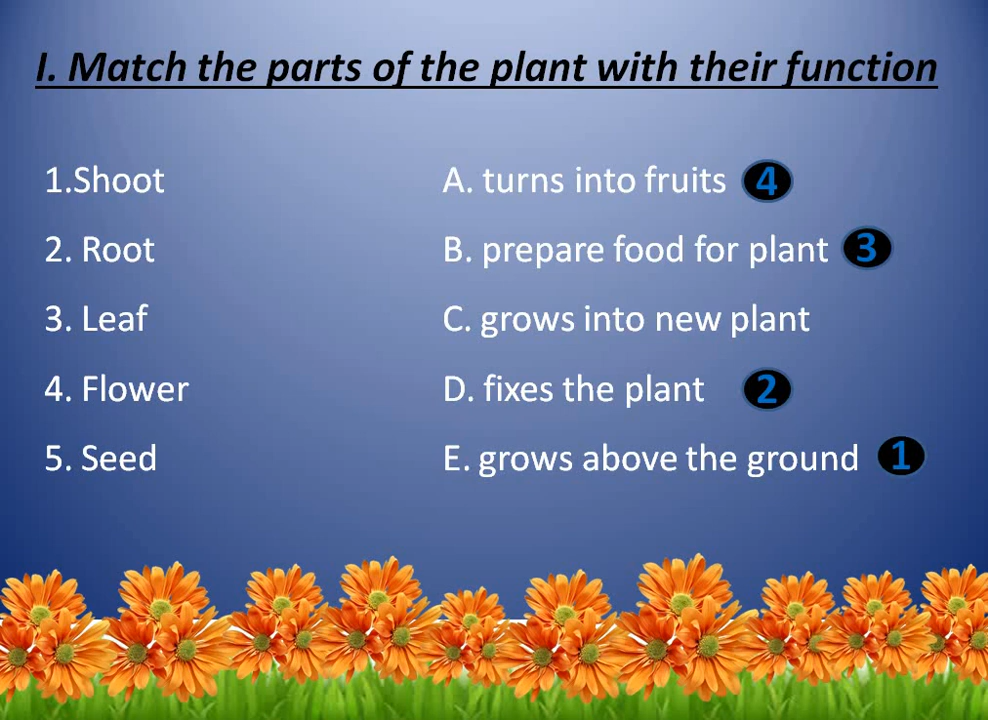 I. Match the parts of the plant with their function
1.Shoot A. turns into fruits 4
2. Root B. prepare food for plant 3
3. Leaf C. grows into new plant
4. Flower D. fixes the plant 2
5. Seed E. grows above the ground 1